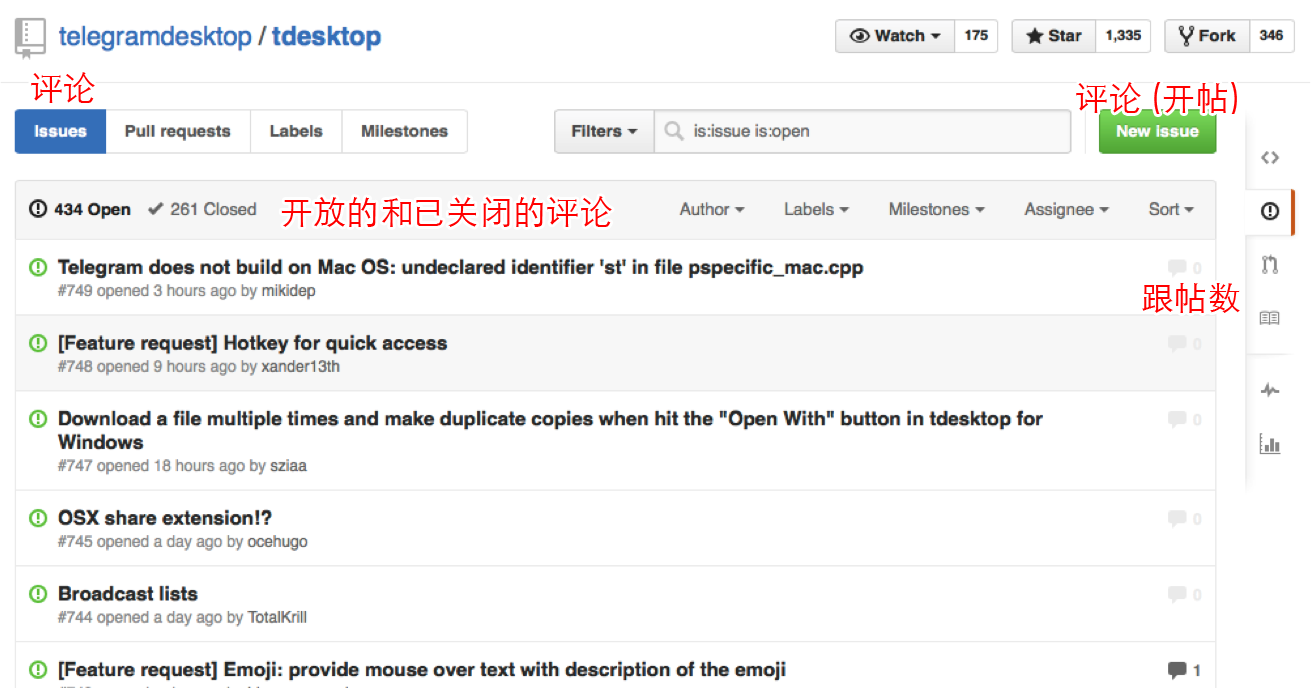 telegramdesktop / tdesktop
Watch 175 Star 1,335 Fork 346
评论
评论 (开帖)
Issues Pull requests Labels Milestones Filters is:issue is:open New Issue
434 Open 261 Closed 开放的和已关闭的评论 Author Labels Milestones Assignee Sort
Telegram does not build on Mac OS: undeclared identifier 'st' in file pspecific_mac.cpp 0
#749 opened 3 hours ago by mikidep
跟帖数
[Feature request] Hotkey for quick access 0
#748 opened 9 hours ago by xander13th
Download a file multiple times and make duplicate copies when hit the "Open With" button in tdesktop for 0
Windows
#747 opened 18 hours ago by sziaa
OSX share extension!? 0
#745 opened a day ago by ocehugo
Broadcast lists 0
#744 opened a day ago by TotalKrill
[Feature request] Emoji: provide mouse over text with description of the emoji 1